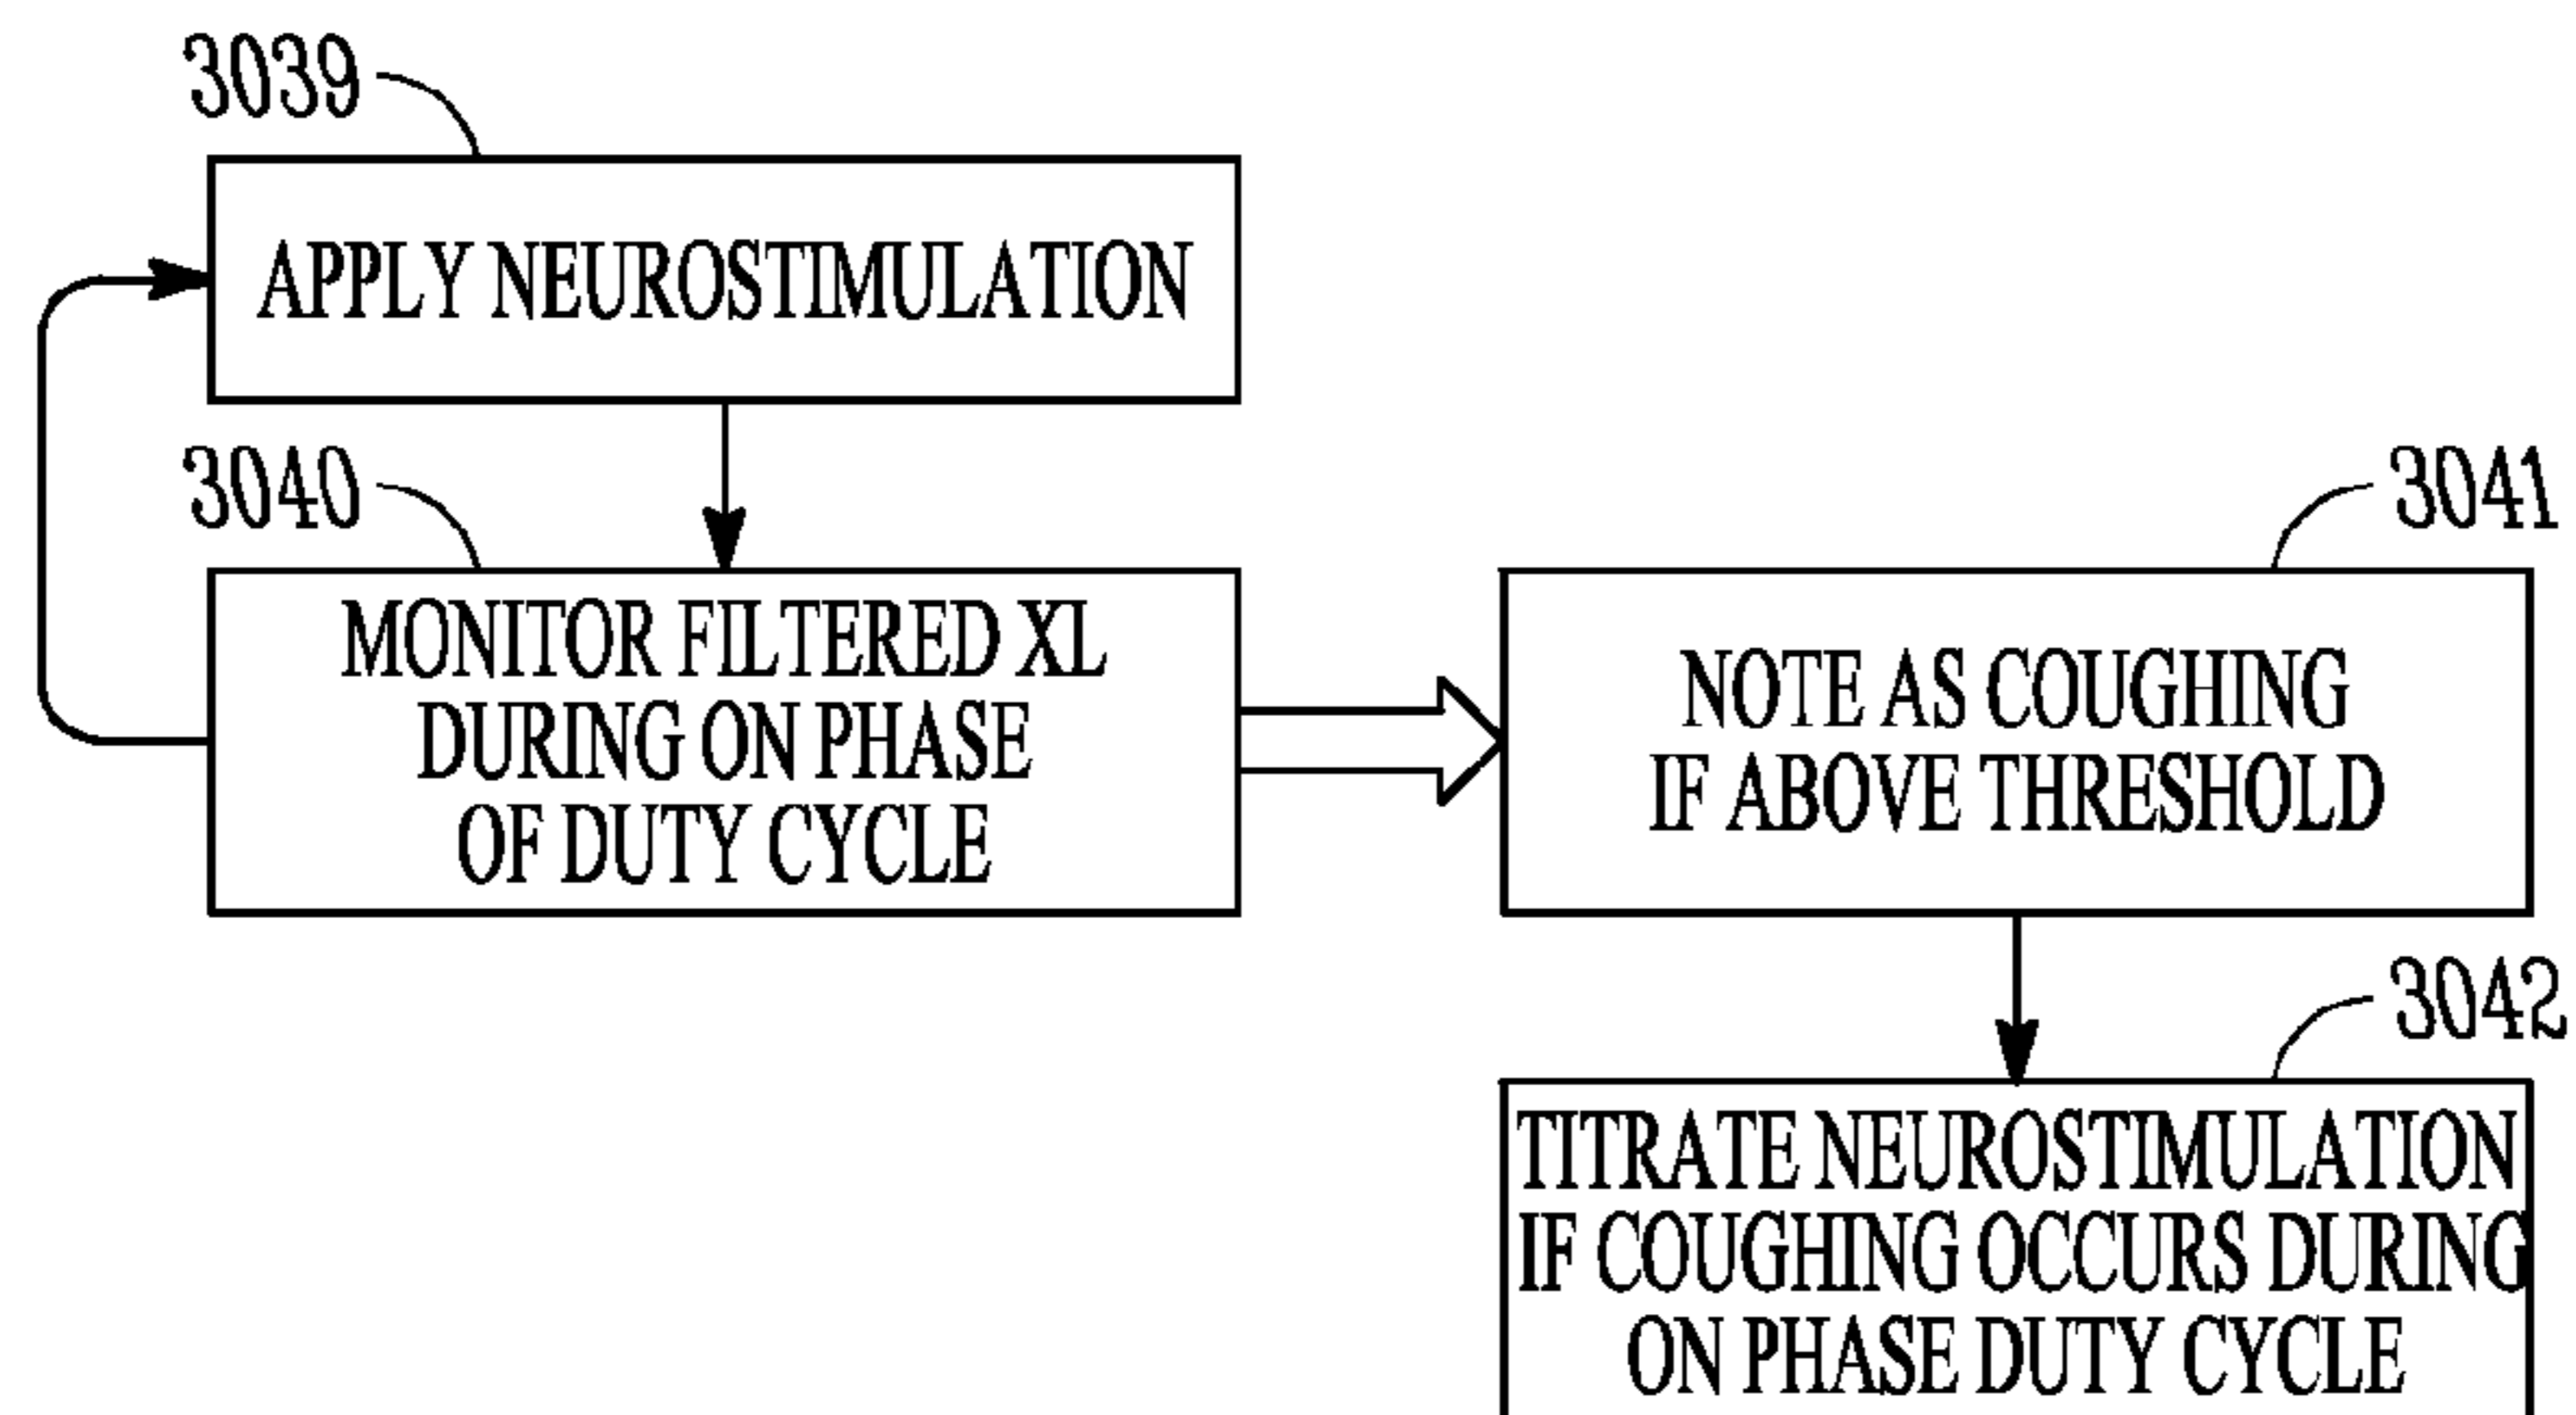 3039
APPLY NEUROSTIMULATION
3040
MONITOR FILTERED XL
DURING ON PHASE
OF DUTY CYCLE
3041
NOTE AS COUGHING
IF ABOVE THRESHOLD
3042
TITRATE NEUROSTIMULATION
IF COUGHING OCCURS DURING
ON PHASE DUTY CYCLE